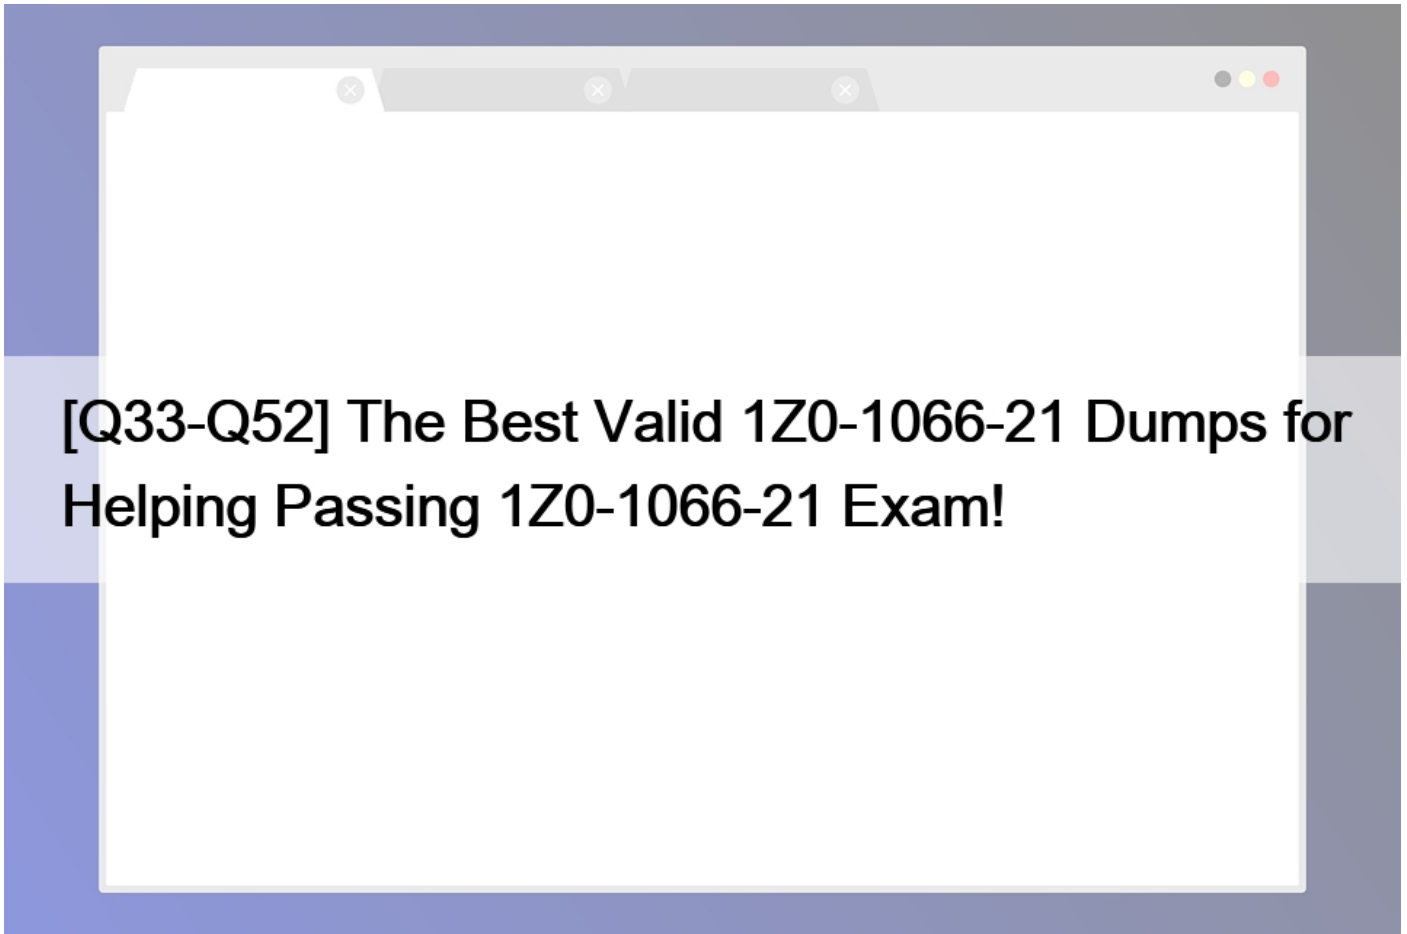 [Q33-Q52] The Best Valid 1Z0-1066-21 Dumps for
Helping Passing 1Z0-1066-21 Exam!